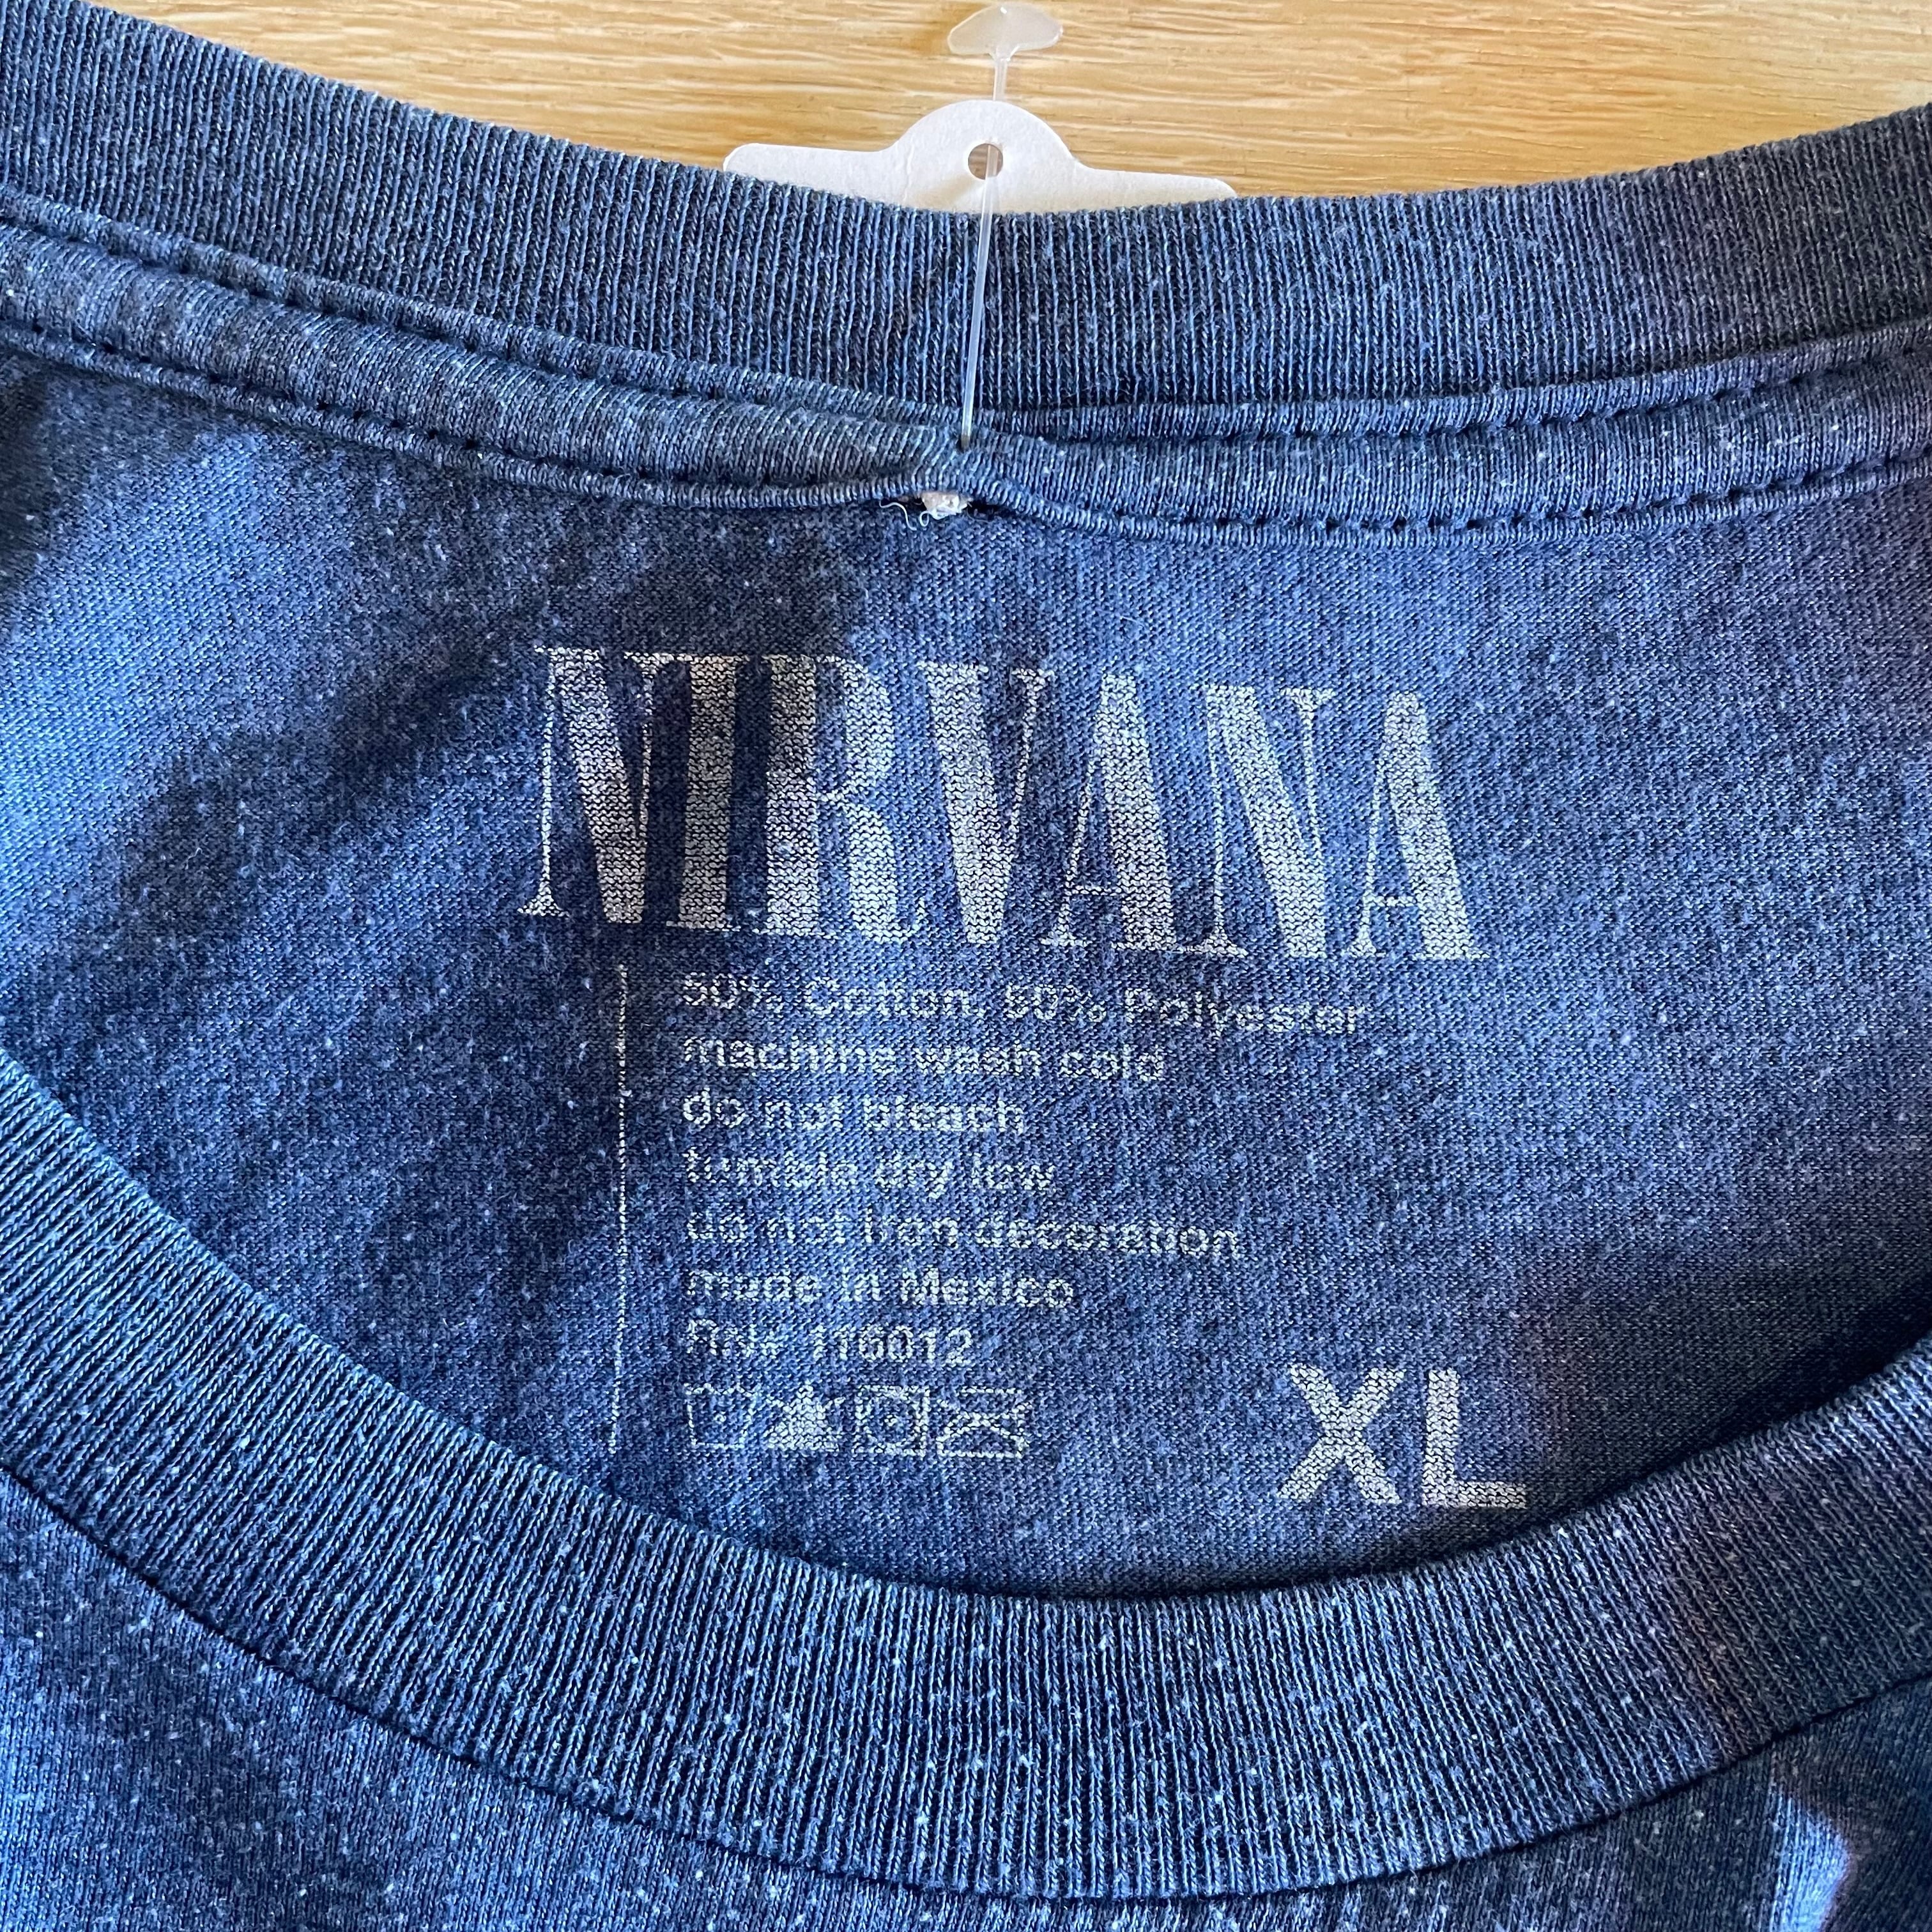 NIRVANA
50% Cotton, 50% Polyester
machine wash cold
do not bleach
tumble dry low
do not iron decoration
made in Mexico
Rn# 116012
XL